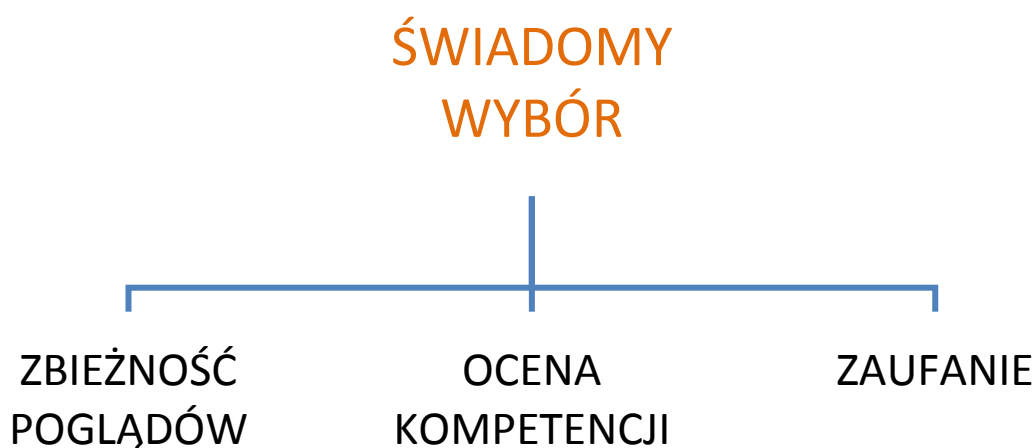 ŚWIADOMY
WYBÓR
ZBIEŻNOŚĆ
POGLĄDÓW
OCENA
KOMPETENCJI
ZAUFANIE